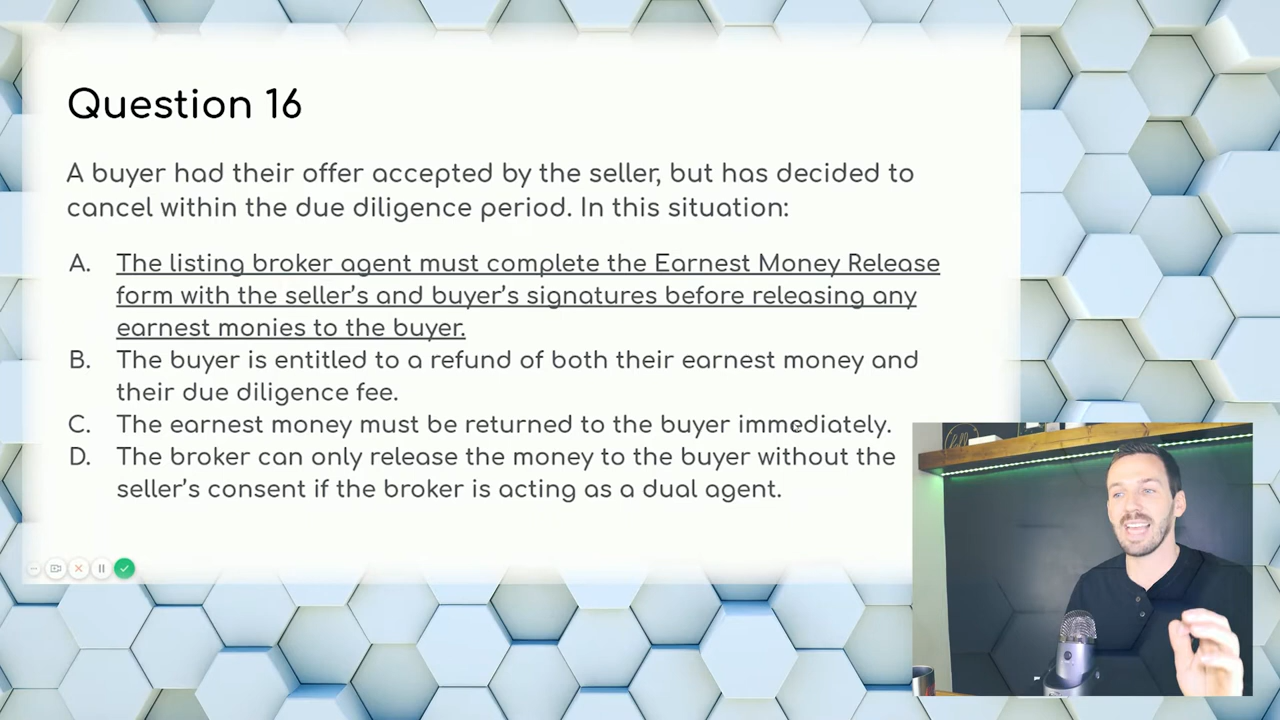 Question 16
A buyer had their offer accepted by the seller, but has decided to
cancel within the due diligence period. In this situation:
A. The listing broker agent must complete the Earnest Money Release
form with the seller's and buyer's signatures before releasing any
earnest monies to the buyer.
B. The buyer is entitled to a refund of both their earnest money and
their due diligence fee.
C. The earnest money must be returned to the buyer immediately.
D. The broker can only release the money to the buyer without the
seller's consent if the broker is acting as a dual agent.